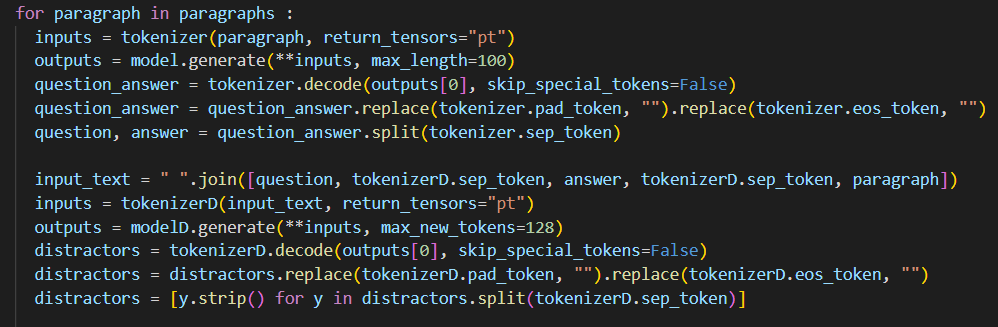 for paragraph in paragraphs :
  inputs = tokenizer(paragraph, return_tensors="pt")
  outputs = model.generate(**inputs, max_length=100)
  question_answer = tokenizer.decode(outputs[0], skip_special_tokens=False)
  question_answer = question_answer.replace(tokenizer.pad_token, "").replace(tokenizer.eos_token, "")
  question, answer = question_answer.split(tokenizer.sep_token)

  input_text = " ".join([question, tokenizerD.sep_token, answer, tokenizerD.sep_token, paragraph])
  inputs = tokenizerD(input_text, return_tensors="pt")
  outputs = modelD.generate(**inputs, max_new_tokens=128)
  distractors = tokenizerD.decode(outputs[0], skip_special_tokens=False)
  distractors = distractors.replace(tokenizerD.pad_token, "").replace(tokenizerD.eos_token, "")
  distractors = [y.strip() for y in distractors.split(tokenizerD.sep_token)]